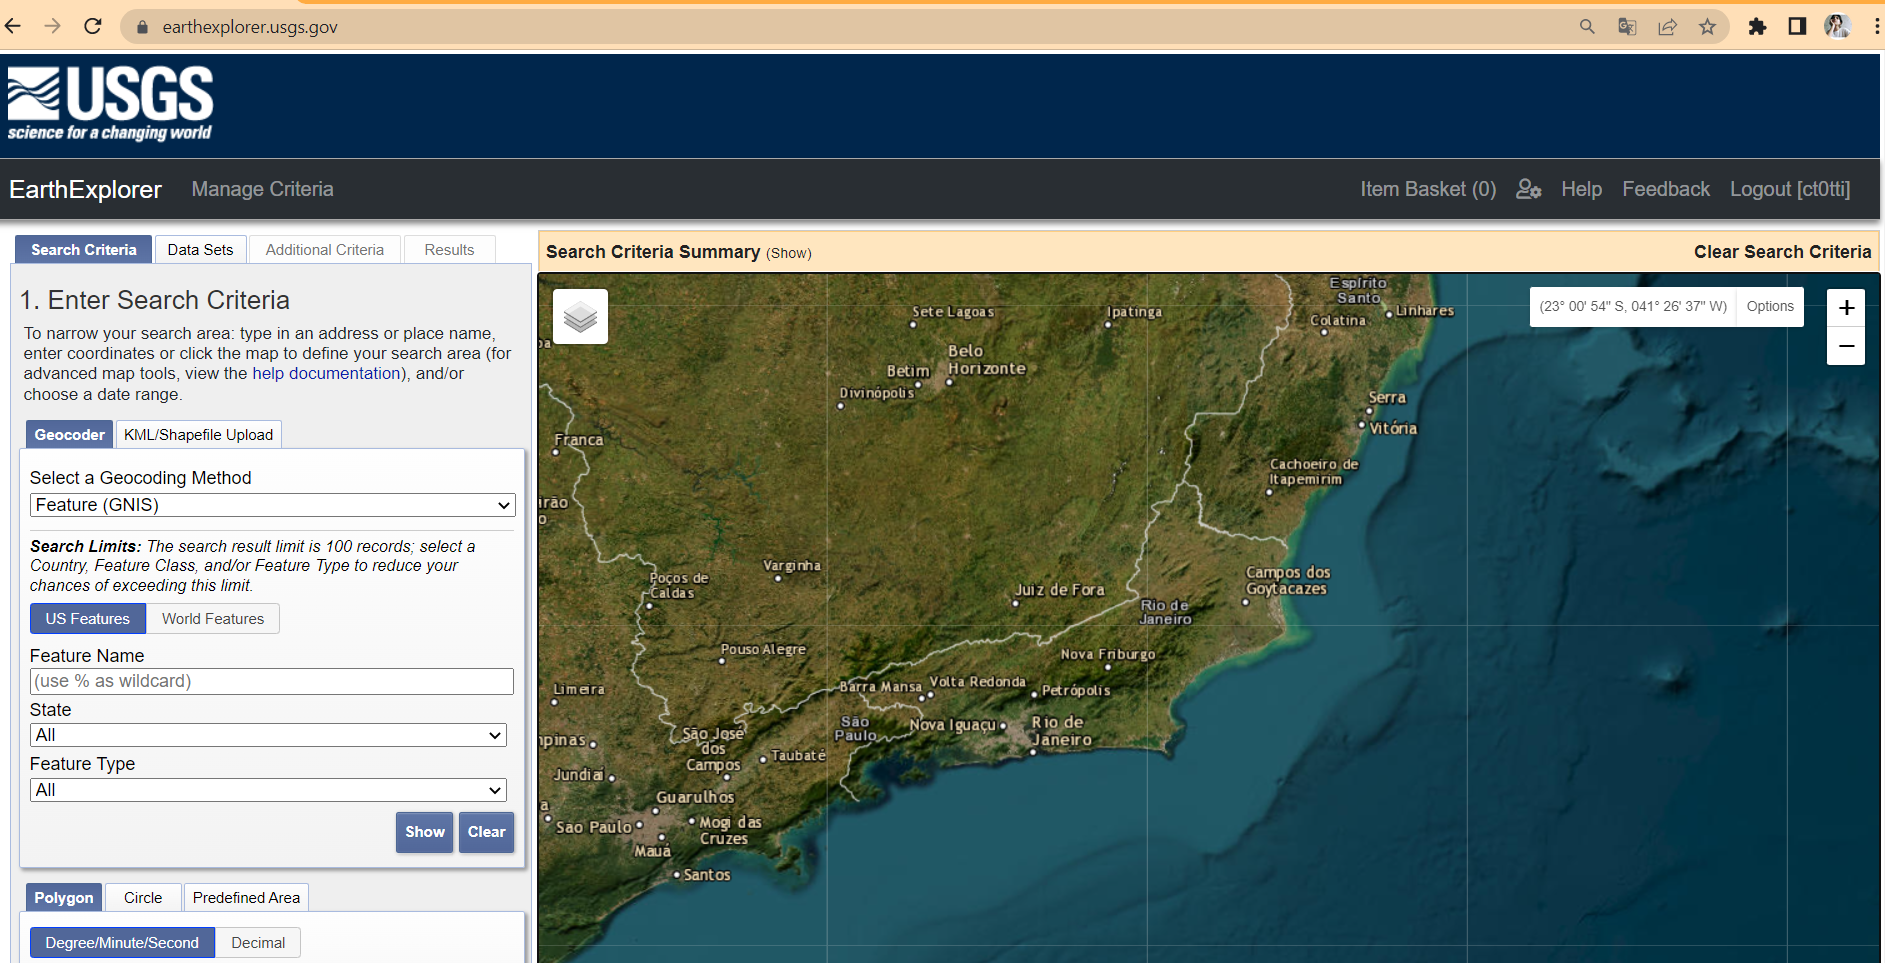 earthexplorer.usgs.gov
USGS
science for a changing world
EarthExplorer
Manage Criteria
Item Basket (0)
Help
Feedback
Logout [ct0tti]
Search Criteria
Data Sets
Additional Criteria
Results
1. Enter Search Criteria
To narrow your search area: type in an address or place name,
enter coordinates or click the map to define your search area (for
advanced map tools, view the help documentation), and/or
choose a date range.
Geocoder
KML/Shapefile Upload
Select a Geocoding Method
Feature (GNIS)
Search Limits: The search result limit is 100 records; select a
Country, Feature Class, and/or Feature Type to reduce your
chances of exceeding this limit.
US Features
World Features
Feature Name
(use % as wildcard)
State
All
Feature Type
All
Show
Clear
Polygon
Circle
Predefined Area
Degree/Minute/Second
Decimal
Search Criteria Summary (Show)
Clear Search Criteria
(23° 00' 54" S, 041° 26' 37" W)
Options
+
−
Espírito
Santo
Linhares
Colatina
Sete Lagoas
Ipatinga
Belo
Horizonte
Betim
Divinópolis
Serra
Vitória
Franca
Cachoeiro de
Itapemirim
irão
o
Varginha
Poços de
Caldas
Juiz de Fora
Campos dos
Goytacazes
Rio de
Janeiro
Pouso Alegre
Nova Friburgo
Limeira
Barra Mansa
Volta Redonda
Petrópolis
São
Paulo
Nova Iguaçu
Rio de
Janeiro
pinas
São José
dos
Campos
Taubaté
Jundiaí
Guarulhos
a
Sao Paulo
Mogi das
Cruzes
Mauá
Santos